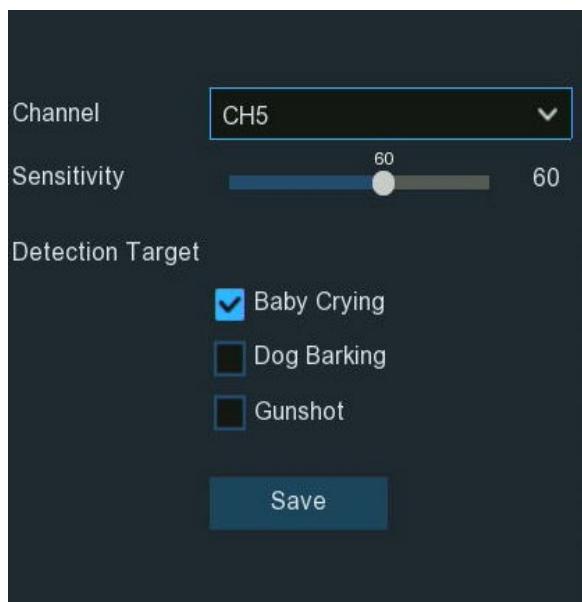 Channel CH5
60
Sensitivity 60
Detection Target
Baby Crying
Dog Barking
Gunshot
Save